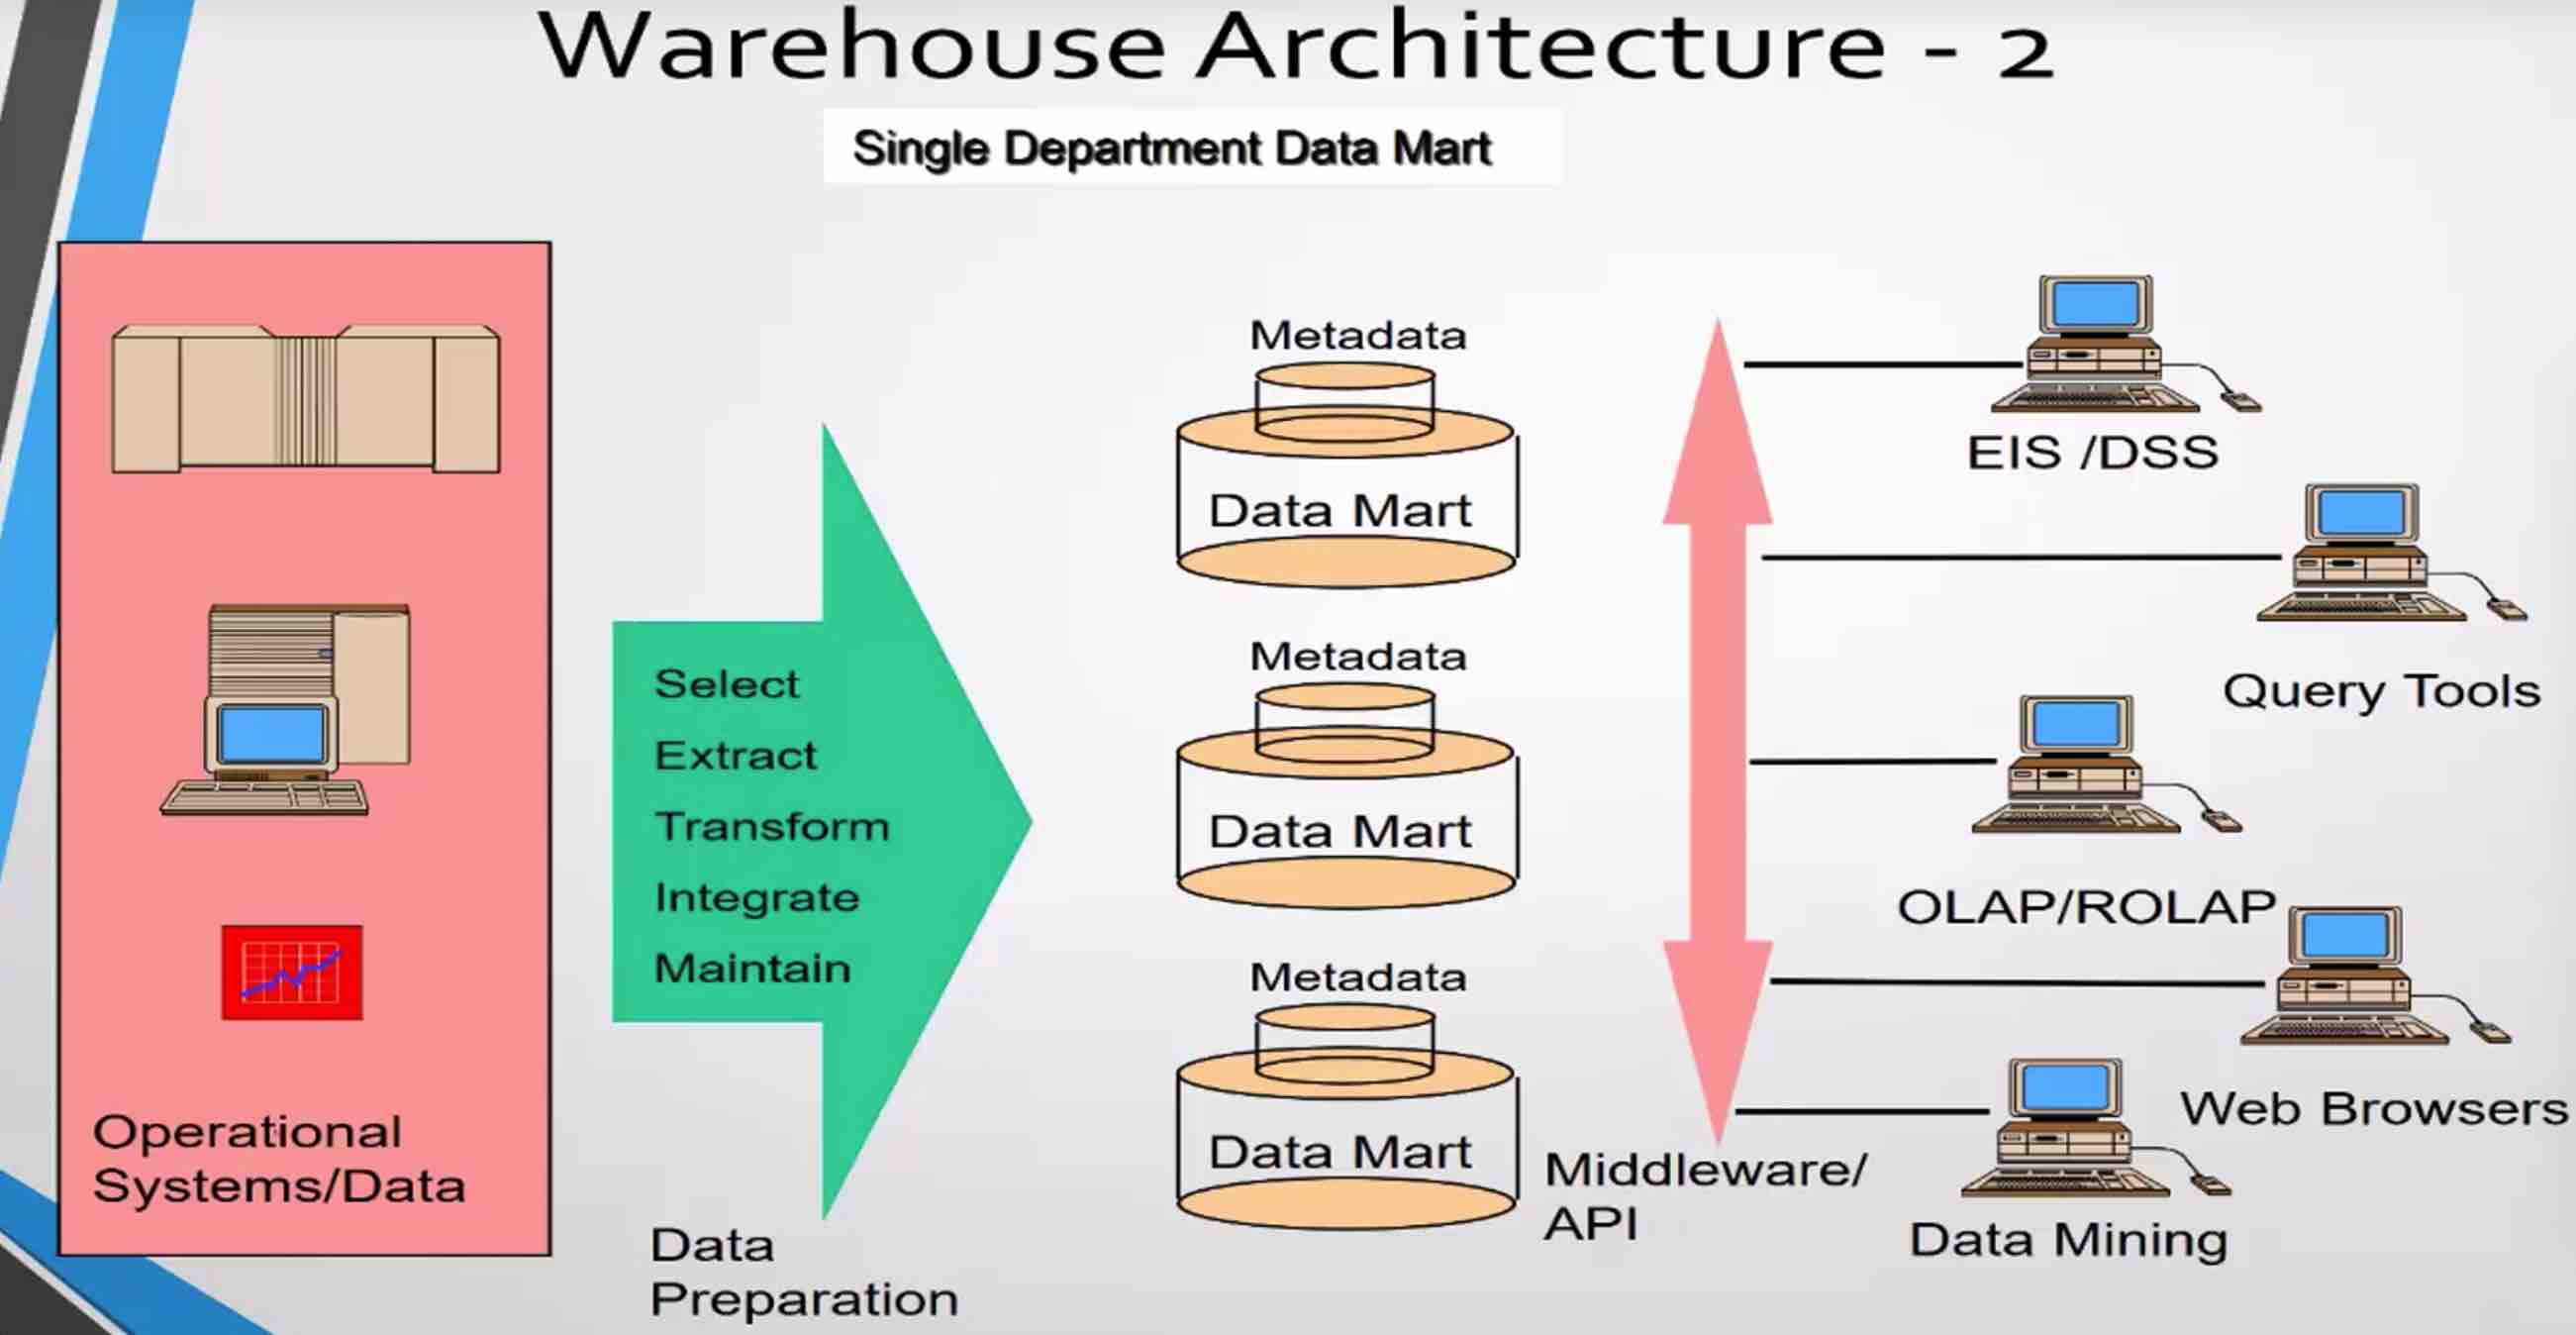 Warehouse Architecture - 2
Single Department Data Mart
Operational
Systems/Data
Select
Extract
Transform
Integrate
Maintain
Data
Preparation
Metadata
Data Mart
Metadata
Data Mart
Metadata
Data Mart
Middleware/
API
EIS /DSS
Query Tools
OLAP/ROLAP
Web Browsers
Data Mining